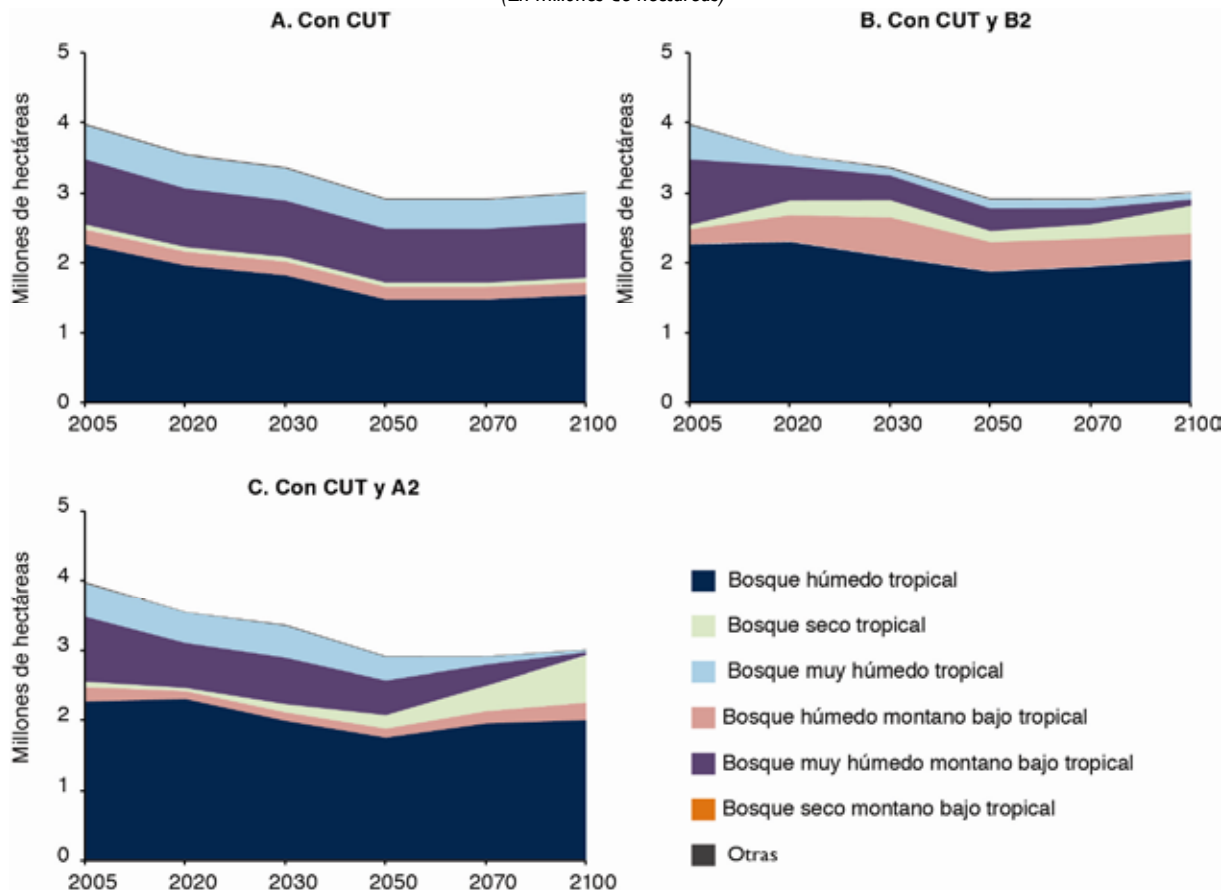 (En millones de hectáreas)
A. Con CUT
Millones de hectáreas
5
4
3
2
1
0
2005 2020 2030 2050 2070 2100
B. Con CUT y B2
Millones de hectáreas
5
4
3
2
1
0
2005 2020 2030 2050 2070 2100
C. Con CUT y A2
Millones de hectáreas
5
4
3
2
1
0
2005 2020 2030 2050 2070 2100
Bosque húmedo tropical
Bosque seco tropical
Bosque muy húmedo tropical
Bosque húmedo montano bajo tropical
Bosque muy húmedo montano bajo tropical
Bosque seco montano bajo tropical
Otras